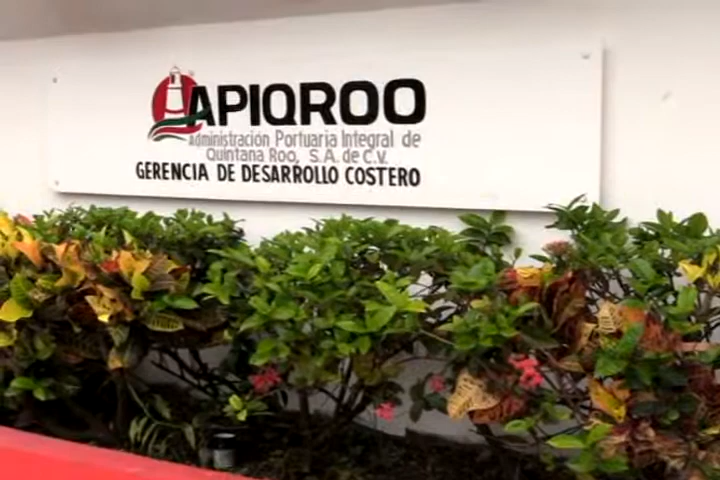 APIQROO
Administración Portuaria Integral de
Quintana Roo, S.A. de C.V.
GERENCIA DE DESARROLLO COSTERO